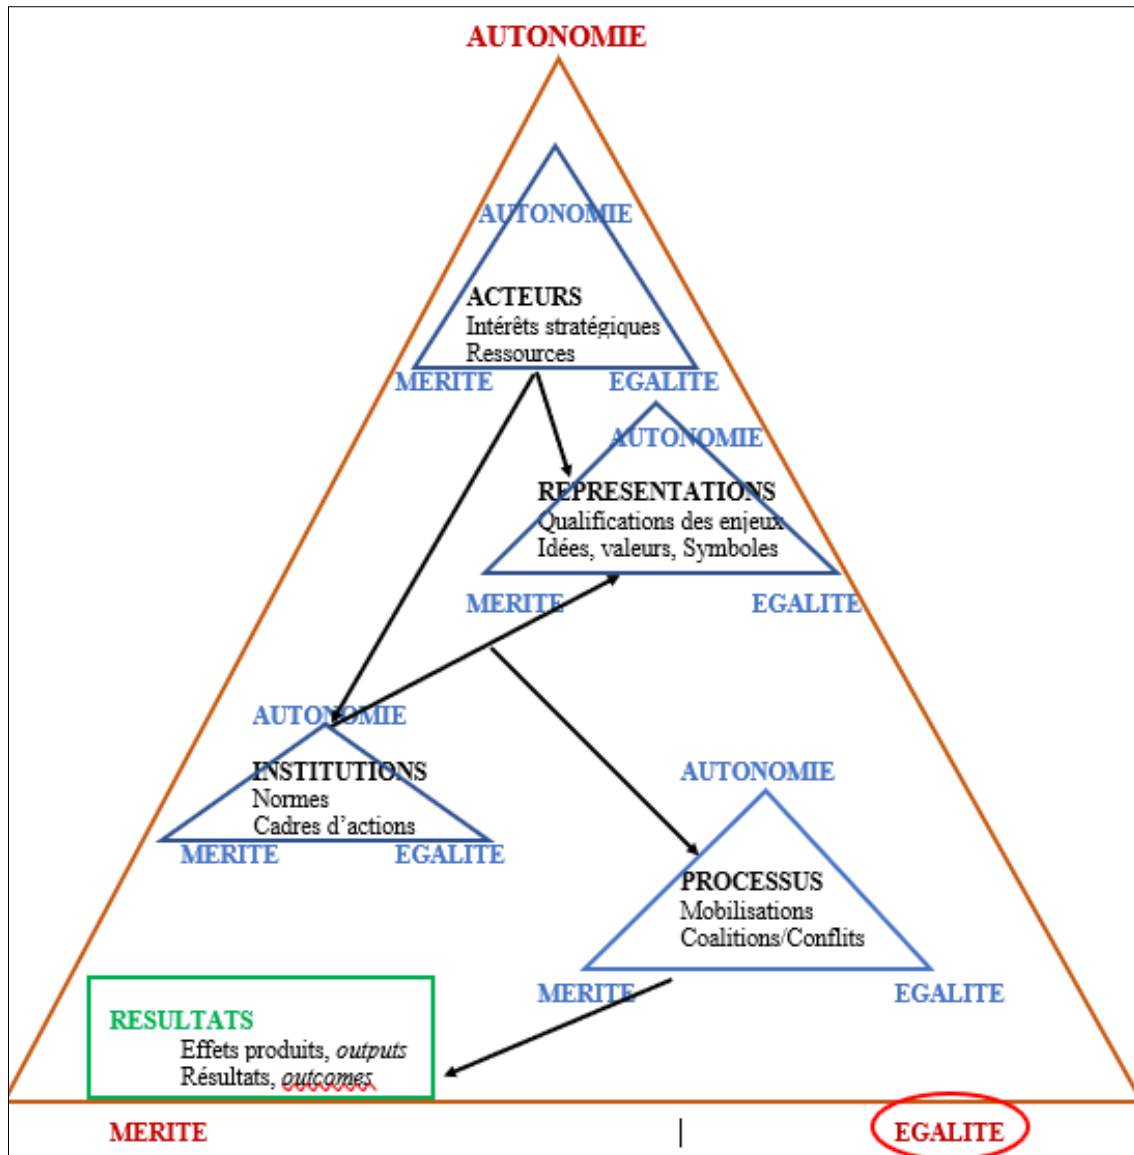 AUTONOMIE
AUTONOMIE
ACTEURS
Intérêts stratégiques
Ressources
MERITE EGALITE
AUTONOMIE
REPRESENTATIONS
Qualifications des enjeux
Idées, valeurs, Symboles
MERITE EGALITE
AUTONOMIE
INSTITUTIONS
Normes
Cadres d’actions
MERITE EGALITE
AUTONOMIE
PROCESSUS
Mobilisations
Coalitions/Conflits
MERITE EGALITE
RESULTATS
Effets produits, outputs
Résultats, outcomes
MERITE EGALITE